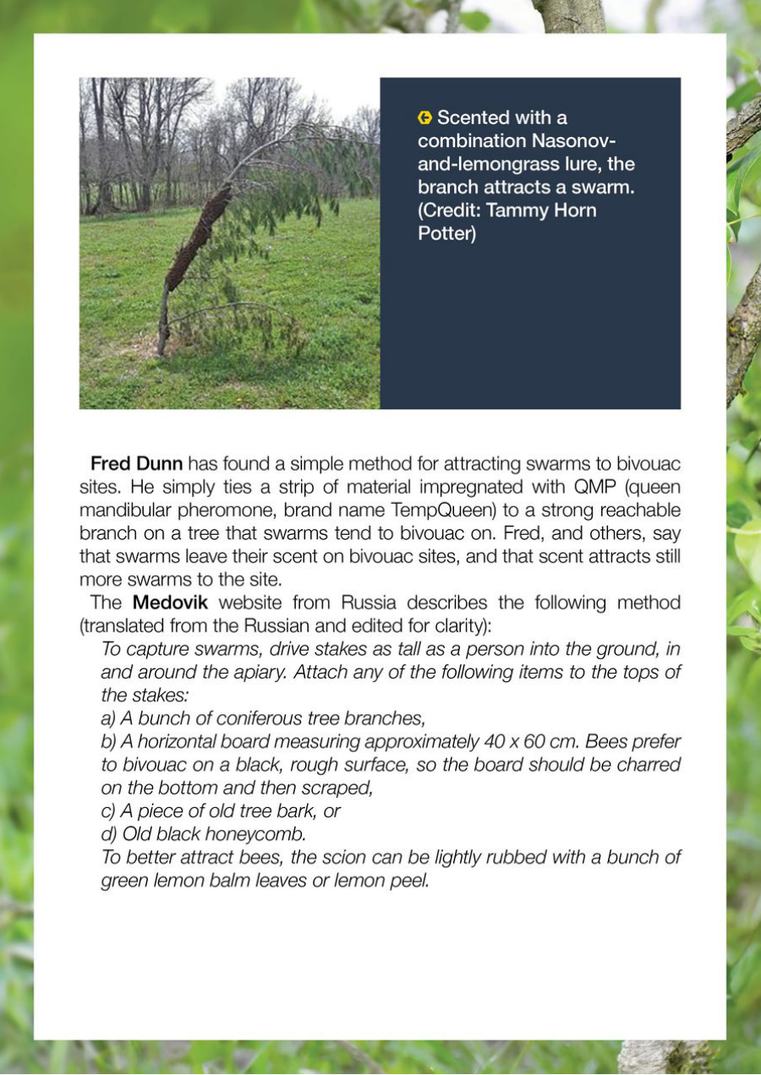 Scented with a
combination Nasonov-
and-lemongrass lure, the
branch attracts a swarm.
(Credit: Tammy Horn
Potter)
Fred Dunn has found a simple method for attracting swarms to bivouac
sites. He simply ties a strip of material impregnated with QMP (queen
mandibular pheromone, brand name TempQueen) to a strong reachable
branch on a tree that swarms tend to bivouac on. Fred, and others, say
that swarms leave their scent on bivouac sites, and that scent attracts still
more swarms to the site.
The Medovik website from Russia describes the following method
(translated from the Russian and edited for clarity):
To capture swarms, drive stakes as tall as a person into the ground, in
and around the apiary. Attach any of the following items to the tops of
the stakes:
a) A bunch of coniferous tree branches,
b) A horizontal board measuring approximately 40 x 60 cm. Bees prefer
to bivouac on a black, rough surface, so the board should be charred
on the bottom and then scraped,
c) A piece of old tree bark, or
d) Old black honeycomb.
To better attract bees, the scion can be lightly rubbed with a bunch of
green lemon balm leaves or lemon peel.